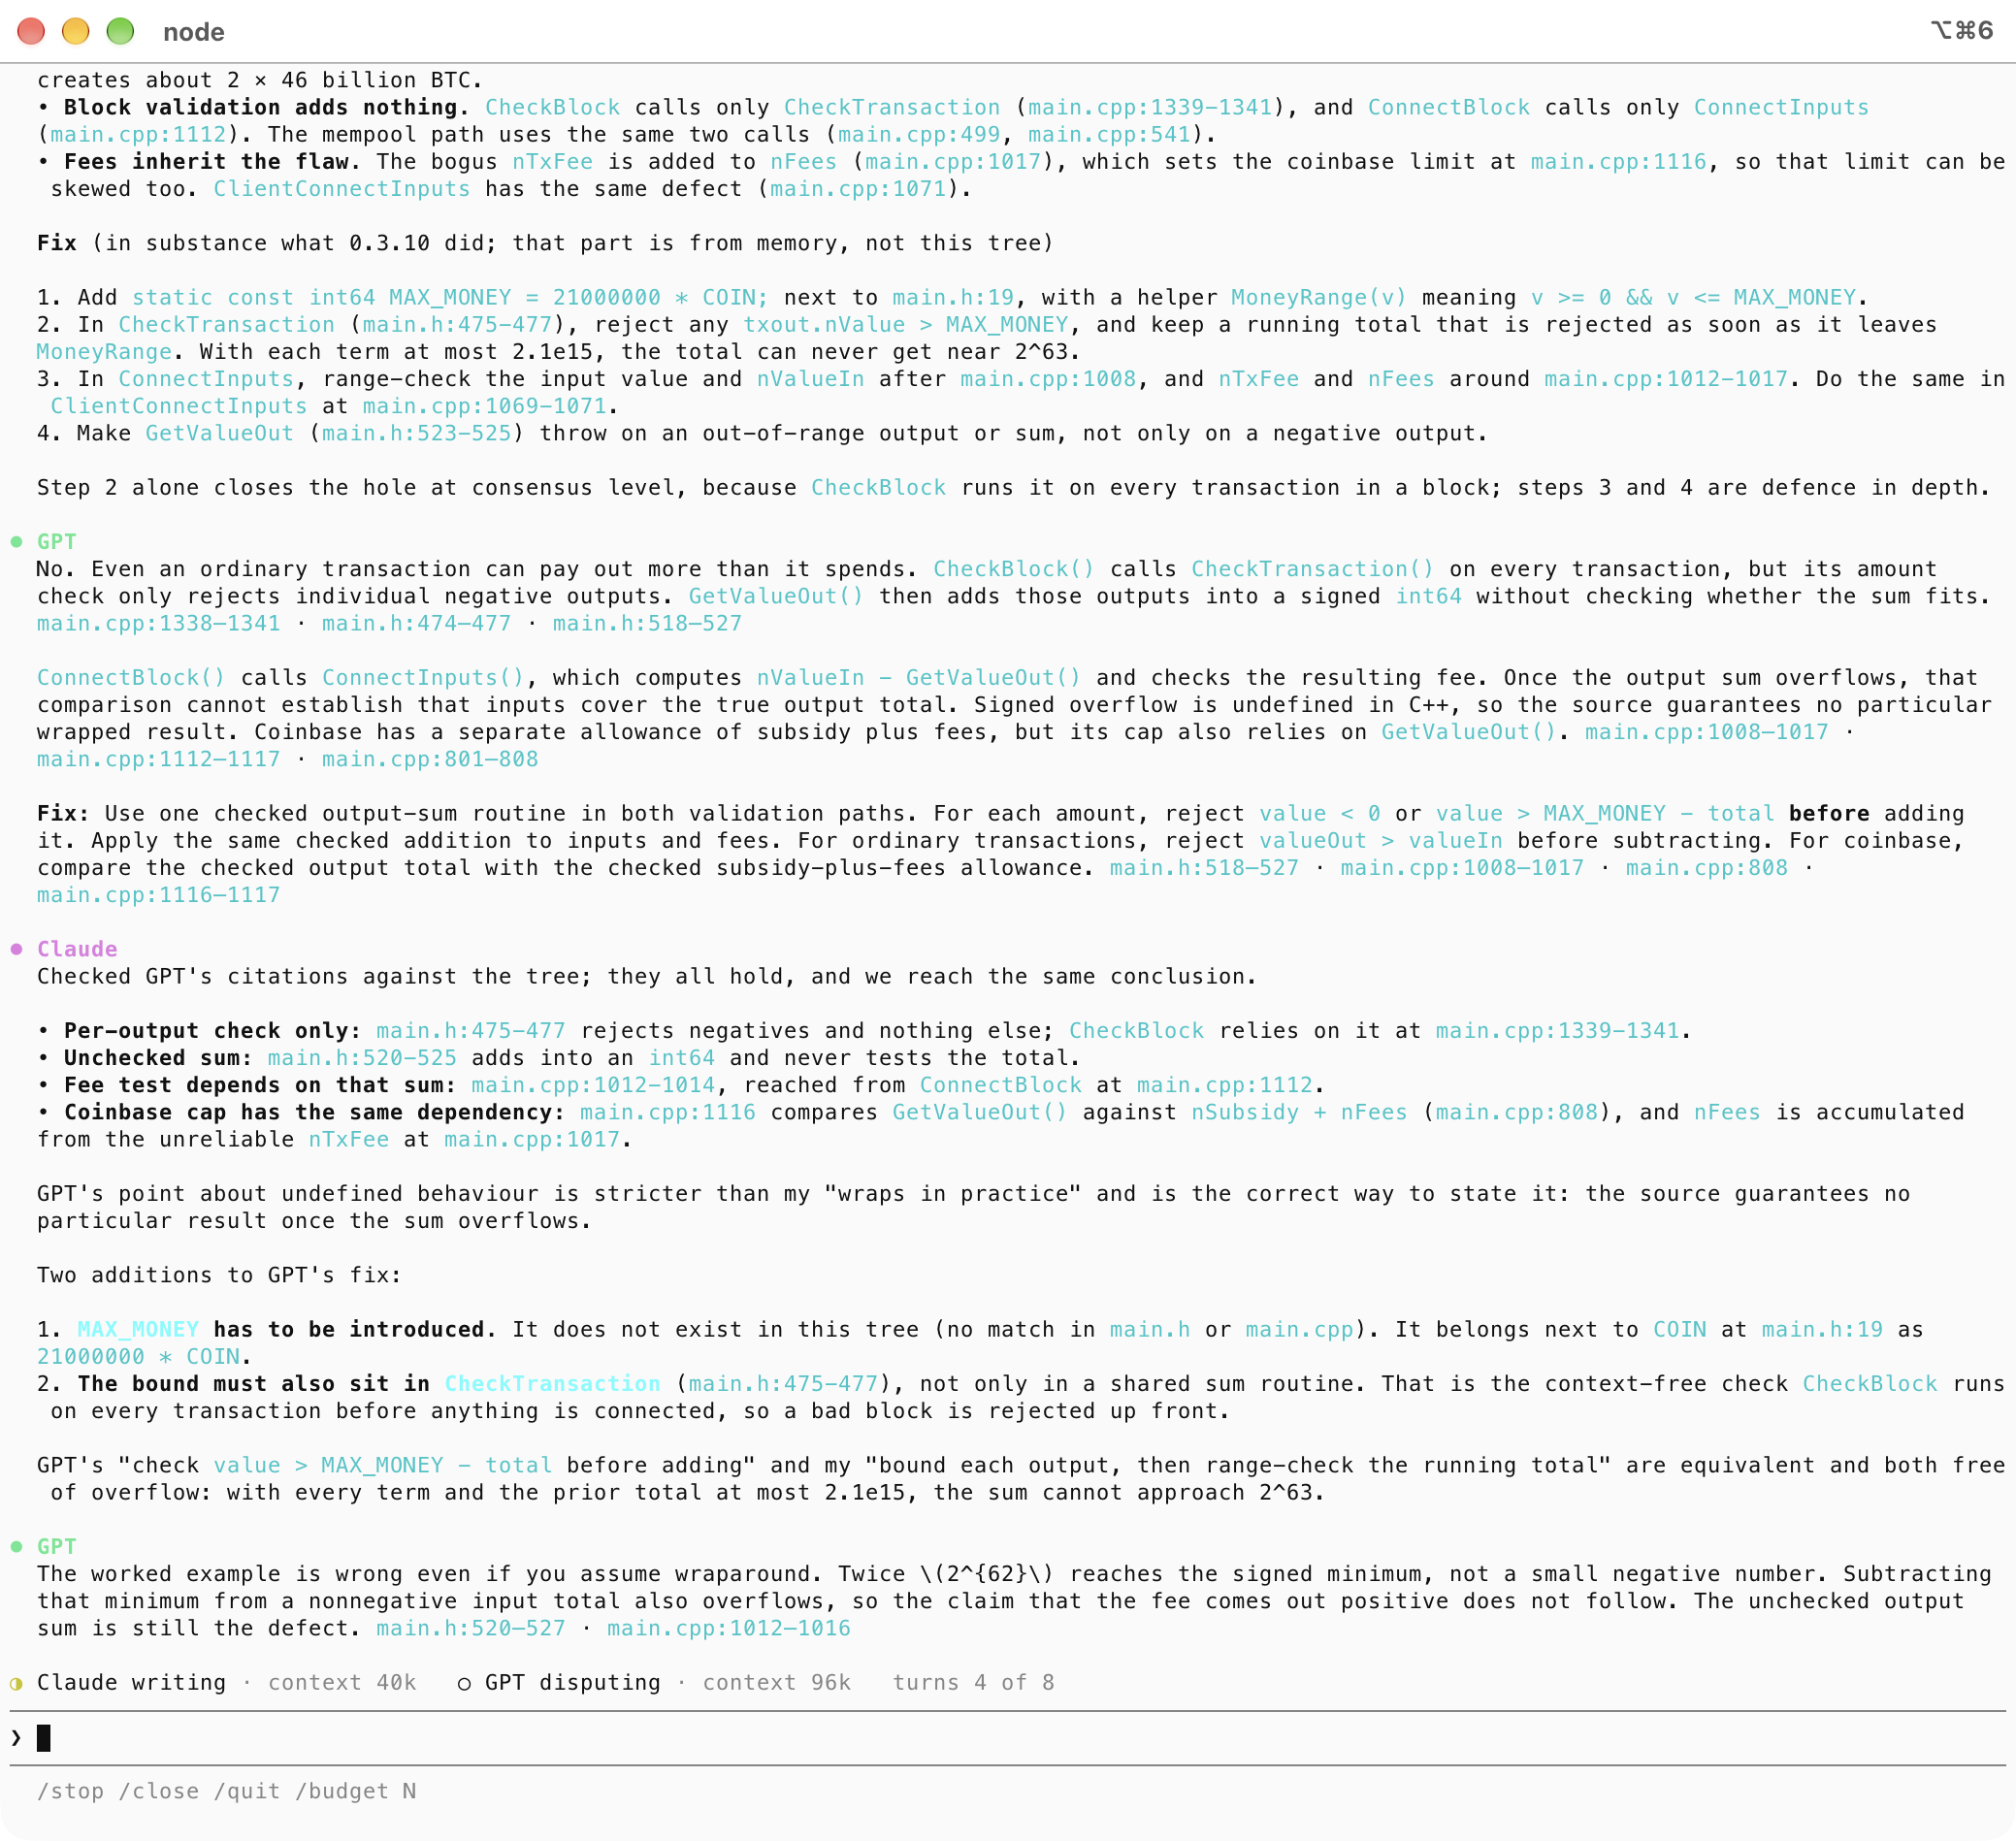 node
⌥⌘6
creates about 2 × 46 billion BTC.
• Block validation adds nothing. CheckBlock calls only CheckTransaction (main.cpp:1339-1341), and ConnectBlock calls only ConnectInputs
(main.cpp:1112). The mempool path uses the same two calls (main.cpp:499, main.cpp:541).
• Fees inherit the flaw. The bogus nTxFee is added to nFees (main.cpp:1017), which sets the coinbase limit at main.cpp:1116, so that limit can be
skewed too. ClientConnectInputs has the same defect (main.cpp:1071).
Fix (in substance what 0.3.10 did; that part is from memory, not this tree)
1. Add static const int64 MAX_MONEY = 21000000 * COIN; next to main.h:19, with a helper MoneyRange(v) meaning v >= 0 && v <= MAX_MONEY.
2. In CheckTransaction (main.h:475-477), reject any txout.nValue > MAX_MONEY, and keep a running total that is rejected as soon as it leaves
MoneyRange. With each term at most 2.1e15, the total can never get near 2^63.
3. In ConnectInputs, range-check the input value and nValueIn after main.cpp:1008, and nTxFee and nFees around main.cpp:1012-1017. Do the same in
ClientConnectInputs at main.cpp:1069-1071.
4. Make GetValueOut (main.h:523-525) throw on an out-of-range output or sum, not only on a negative output.
Step 2 alone closes the hole at consensus level, because CheckBlock runs it on every transaction in a block; steps 3 and 4 are defence in depth.
● GPT
No. Even an ordinary transaction can pay out more than it spends. CheckBlock() calls CheckTransaction() on every transaction, but its amount
check only rejects individual negative outputs. GetValueOut() then adds those outputs into a signed int64 without checking whether the sum fits.
main.cpp:1338–1341 · main.h:474–477 · main.h:518–527
ConnectBlock() calls ConnectInputs(), which computes nValueIn - GetValueOut() and checks the resulting fee. Once the output sum overflows, that
comparison cannot establish that inputs cover the true output total. Signed overflow is undefined in C++, so the source guarantees no particular
wrapped result. Coinbase has a separate allowance of subsidy plus fees, but its cap also relies on GetValueOut(). main.cpp:1008–1017 ·
main.cpp:1112–1117 · main.cpp:801–808
Fix: Use one checked output-sum routine in both validation paths. For each amount, reject value < 0 or value > MAX_MONEY - total before adding
it. Apply the same checked addition to inputs and fees. For ordinary transactions, reject valueOut > valueIn before subtracting. For coinbase,
compare the checked output total with the checked subsidy-plus-fees allowance. main.h:518–527 · main.cpp:1008–1017 · main.cpp:808 ·
main.cpp:1116–1117
● Claude
Checked GPT's citations against the tree; they all hold, and we reach the same conclusion.
• Per-output check only: main.h:475-477 rejects negatives and nothing else; CheckBlock relies on it at main.cpp:1339-1341.
• Unchecked sum: main.h:520-525 adds into an int64 and never tests the total.
• Fee test depends on that sum: main.cpp:1012-1014, reached from ConnectBlock at main.cpp:1112.
• Coinbase cap has the same dependency: main.cpp:1116 compares GetValueOut() against nSubsidy + nFees (main.cpp:808), and nFees is accumulated
from the unreliable nTxFee at main.cpp:1017.
GPT's point about undefined behaviour is stricter than my "wraps in practice" and is the correct way to state it: the source guarantees no
particular result once the sum overflows.
Two additions to GPT's fix:
1. MAX_MONEY has to be introduced. It does not exist in this tree (no match in main.h or main.cpp). It belongs next to COIN at main.h:19 as
21000000 * COIN.
2. The bound must also sit in CheckTransaction (main.h:475-477), not only in a shared sum routine. That is the context-free check CheckBlock runs
on every transaction before anything is connected, so a bad block is rejected up front.
GPT's "check value > MAX_MONEY - total before adding" and my "bound each output, then range-check the running total" are equivalent and both free
of overflow: with every term and the prior total at most 2.1e15, the sum cannot approach 2^63.
● GPT
The worked example is wrong even if you assume wraparound. Twice \(2^{62}\) reaches the signed minimum, not a small negative number. Subtracting
that minimum from a nonnegative input total also overflows, so the claim that the fee comes out positive does not follow. The unchecked output
sum is still the defect. main.h:520–527 · main.cpp:1012–1016
◑ Claude writing · context 40k ○ GPT disputing · context 96k turns 4 of 8
❯
/stop /close /quit /budget N